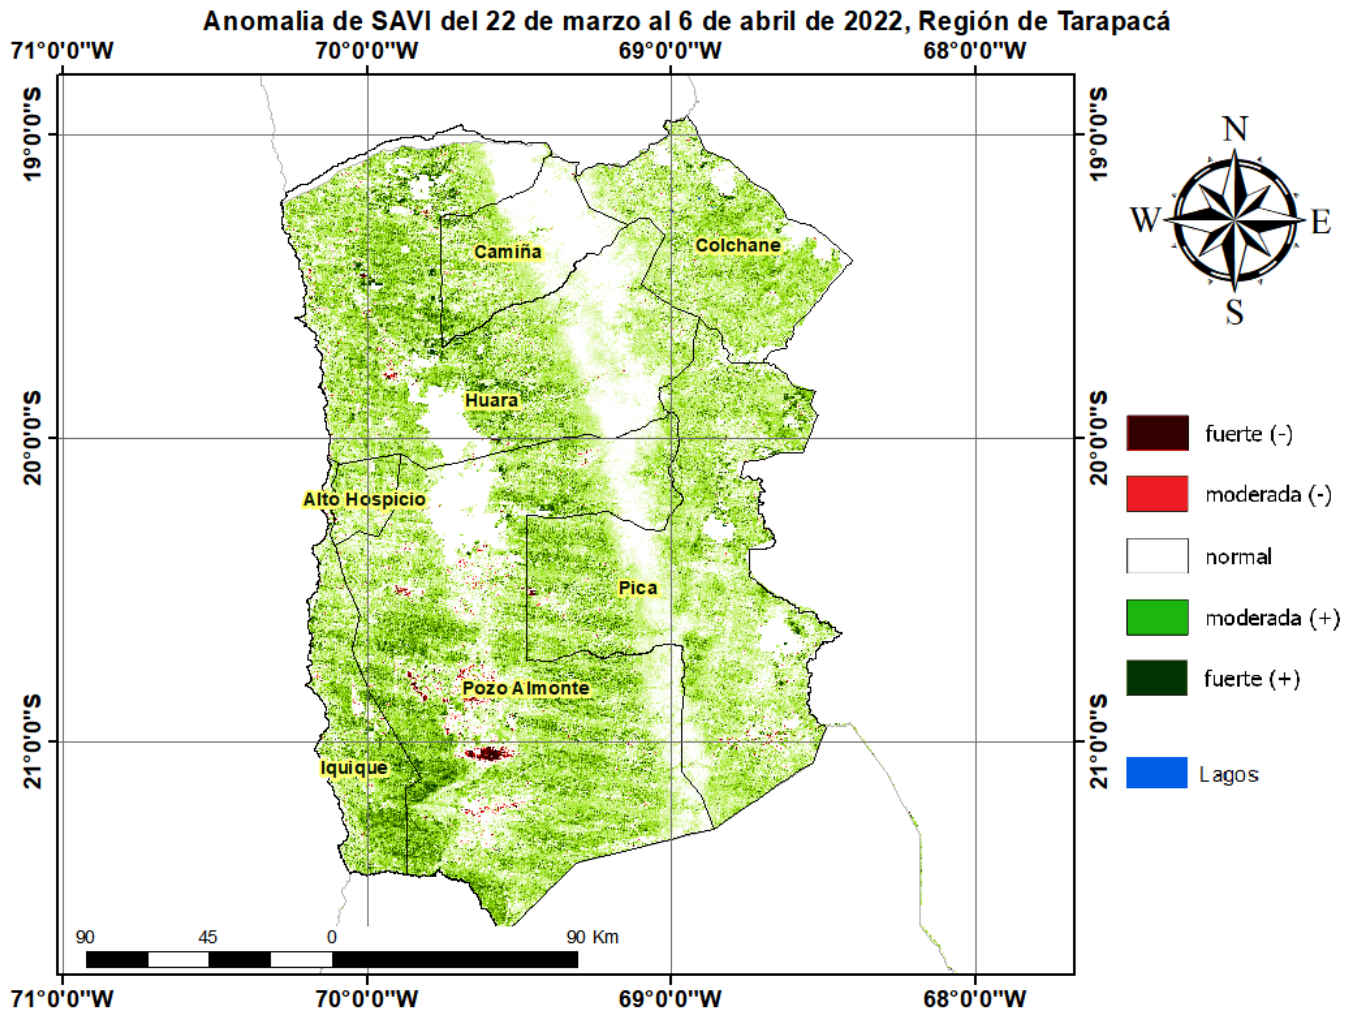 Anomalia de SAVI del 22 de marzo al 6 de abril de 2022, Región de Tarapacá
71°0'0"W 70°0'0"W 69°0'0"W 68°0'0"W
19°0'0"S
19°0'0"S
N
W E
S
Camiña
Colchane
Huara
20°0'0"S
20°0'0"S
fuerte (-)
Alto Hospicio
moderada (-)
normal
Pica
moderada (+)
fuerte (+)
Pozo Almonte
21°0'0"S
21°0'0"S
Iquique
Lagos
90 45 0 90 Km
71°0'0"W 70°0'0"W 69°0'0"W 68°0'0"W